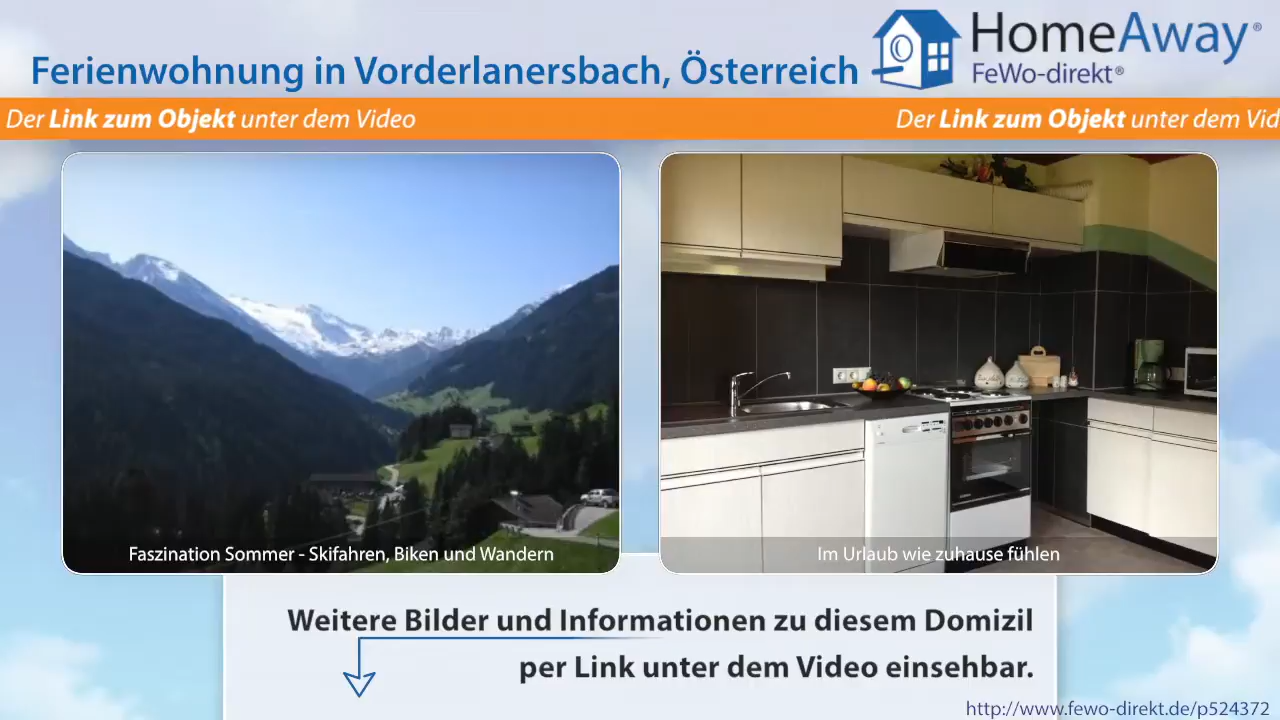 Ferienwohnung in Vorderlanersbach, Österreich
HomeAway®
FeWo-direkt®
Der Link zum Objekt unter dem Video
Der Link zum Objekt unter dem Vid
Faszination Sommer - Skifahren, Biken und Wandern
Im Urlaub wie zuhause fühlen
Weitere Bilder und Informationen zu diesem Domizil
per Link unter dem Video einsehbar.
http://www.fewo-direkt.de/p524372